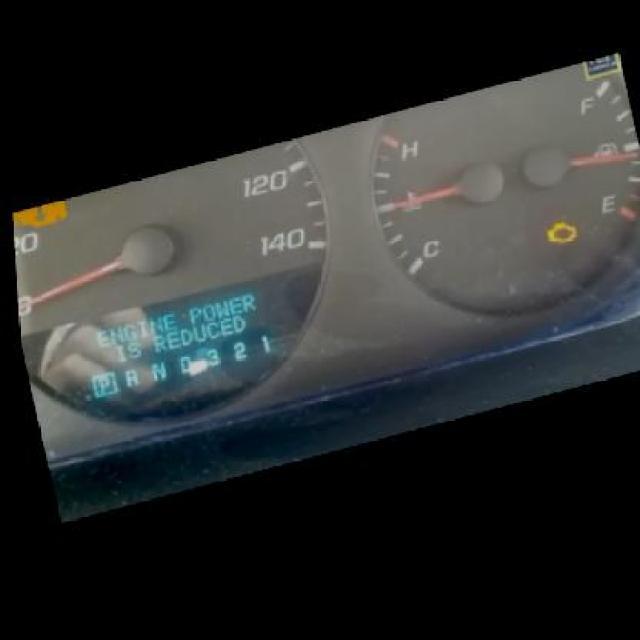 120
140
H
C
F
E
ENGINE POWER
IS REDUCED
P R N D 3 2 1